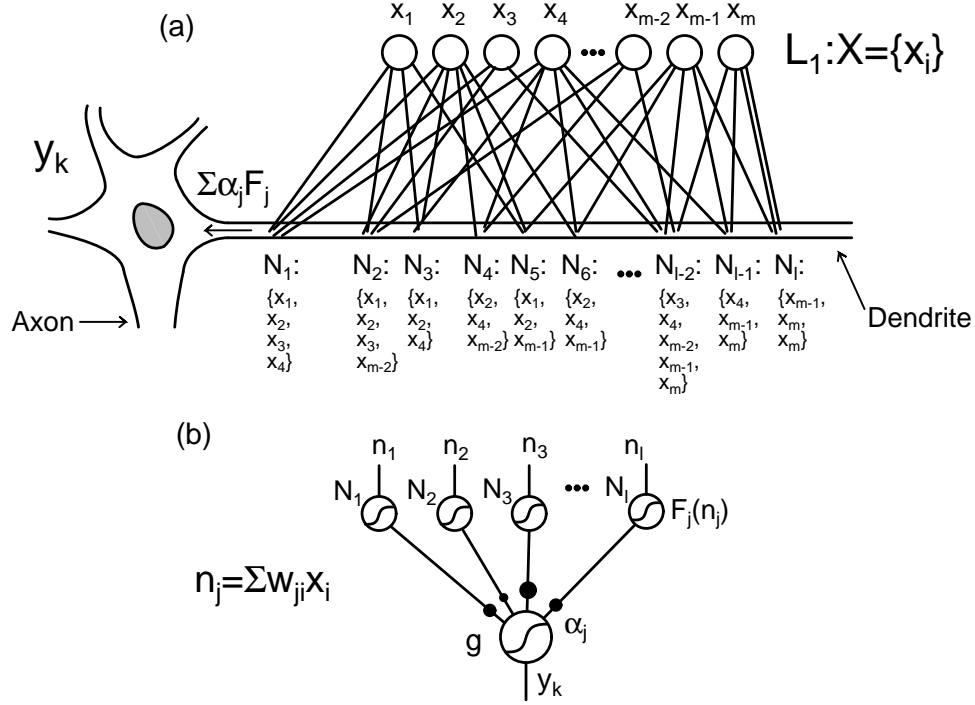 (a)
x1 x2 x3 x4 ••• xm-2 xm-1 xm
L1:X={xi}
yk
ΣαjFj
N1: N2: N3: N4: N5: N6: ••• Nl-2: Nl-1: Nl:
{x1, x2, x3, x4}
{x1, x2, x3, xm-2}
{x1, x2, x4}
{x2, x4, xm-2}
{x1, x2, xm-1}
{x2, x4, xm-1}
{x3, x4, xm-2, xm-1, xm}
{x4, xm-1, xm}
{xm-1, xm, xm}
Axon
Dendrite
(b)
n1 n2 n3 nl
N1 N2 N3 ••• Nl
Fj(nj)
nj=Σwjixi
g
αj
yk